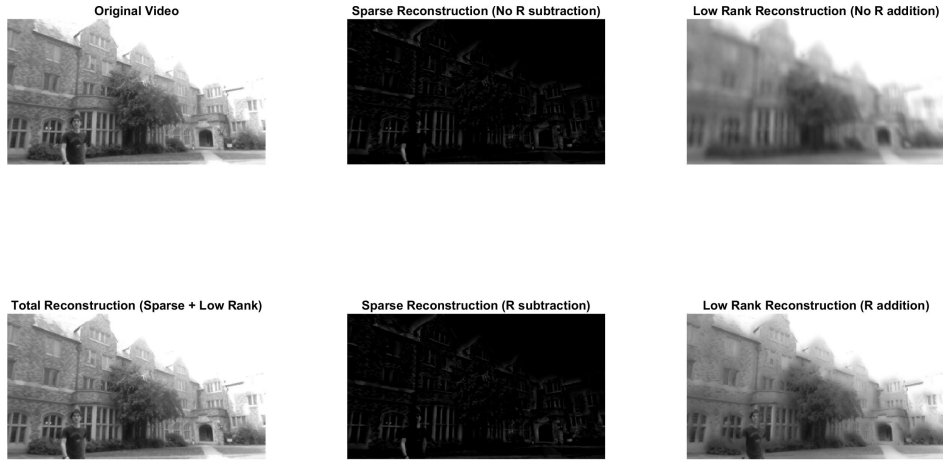 Original Video
Sparse Reconstruction (No R subtraction)
Low Rank Reconstruction (No R addition)
Total Reconstruction (Sparse + Low Rank)
Sparse Reconstruction (R subtraction)
Low Rank Reconstruction (R addition)